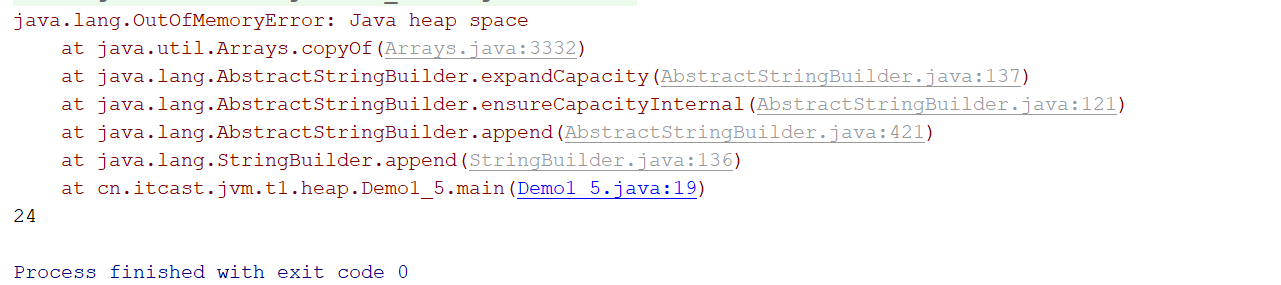 java.lang.OutOfMemoryError: Java heap space
    at java.util.Arrays.copyOf(Arrays.java:3332)
    at java.lang.AbstractStringBuilder.expandCapacity(AbstractStringBuilder.java:137)
    at java.lang.AbstractStringBuilder.ensureCapacityInternal(AbstractStringBuilder.java:121)
    at java.lang.AbstractStringBuilder.append(AbstractStringBuilder.java:421)
    at java.lang.StringBuilder.append(StringBuilder.java:136)
    at cn.itcast.jvm.t1.heap.Demo1_5.main(Demo1_5.java:19)
24
Process finished with exit code 0